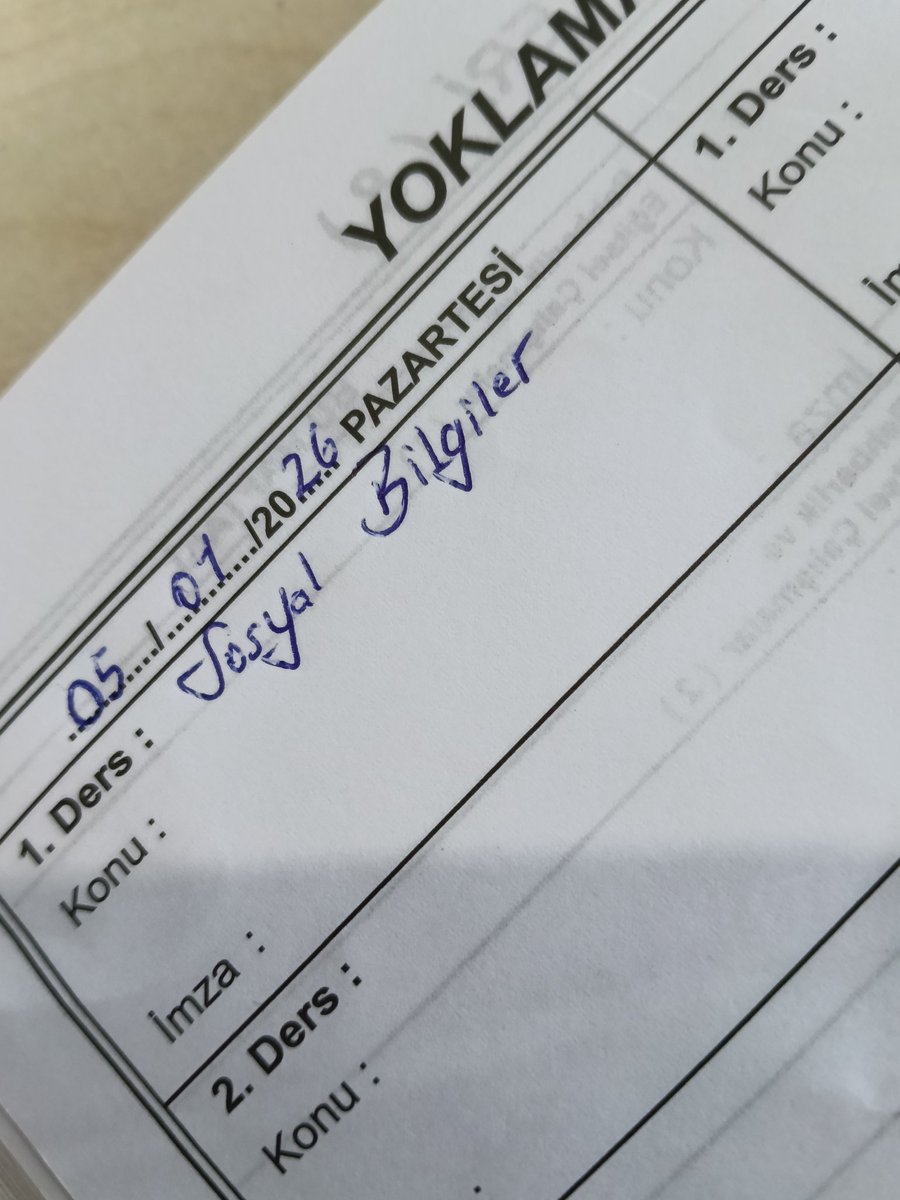 YOKLAMA
05/01/2026 PAZARTESİ
1. Ders : Sosyal Bilgiler
Konu :
İmza :
2. Ders :
Konu :
1. Ders :
Konu :